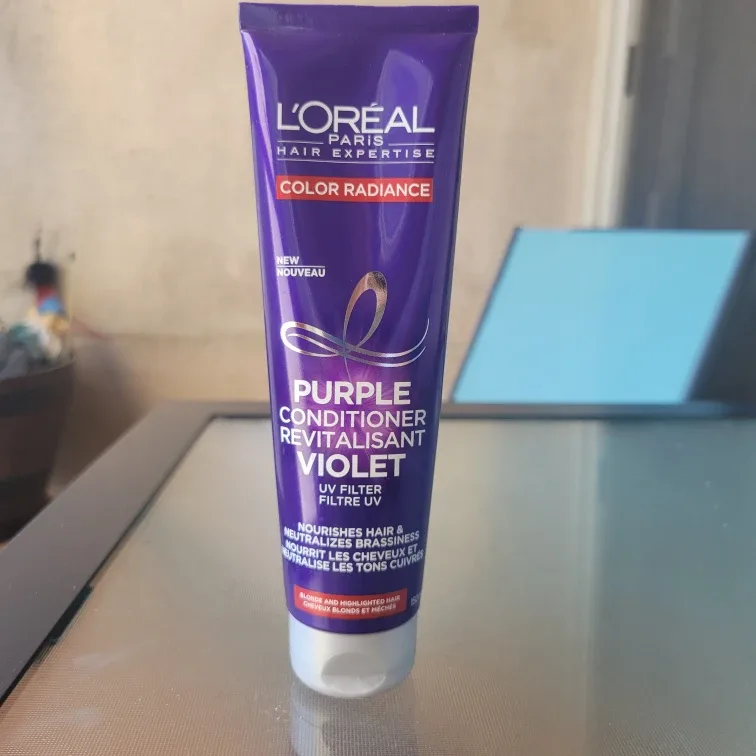 L'ORÉAL
PARIS
HAIR EXPERTISE
COLOR RADIANCE
NEW
NOUVEAU
PURPLE
CONDITIONER
REVITALISANT
VIOLET
UV FILTER
FILTRE UV
NOURISHES HAIR &
NEUTRALIZES BRASSINESS
NOURRIT LES CHEVEUX ET
NEUTRALISE LES TONS CUIVRÉS
BLONDE AND HIGHLIGHTED HAIR
CHEVEUX BLONDS ET MÉCHÉS